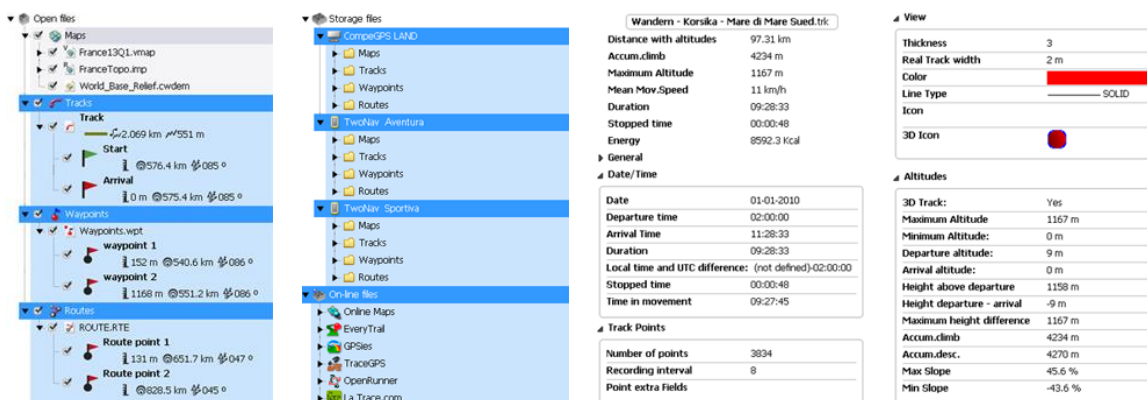 Open files
Maps
France13Q1.vmap
FranceTopo.imp
World_Base_Relief.cwdem
Tracks
Track
2.069 km 551 m
Start
576.4 km 085 º
Arrival
0 m 575.4 km 085 º
Waypoints
Waypoints.wpt
waypoint 1
152 m 540.6 km 086 º
waypoint 2
1168 m 551.2 km 086 º
Routes
ROUTE.RTE
Route point 1
131 m 651.7 km 047 º
Route point 2
828.5 km 045 º
Storage files
CompeGPS LAND
Maps
Tracks
Waypoints
Routes
TwoNav Aventura
Maps
Tracks
Waypoints
Routes
TwoNav Sportiva
Maps
Tracks
Waypoints
Routes
On-line files
Online Maps
EveryTrail
GPSies
TraceGPS
OpenRunner
La Trace.com
Wandern - Korsika - Mare di Mare Sued.trk
Distance with altitudes 97.31 km
Accum.climb 4234 m
Maximum Altitude 1167 m
Mean Mov.Speed 11 km/h
Duration 09:28:33
Stopped time 00:00:48
Energy 8592.3 Kcal
General
Date/Time
Date 01-01-2010
Departure time 02:00:00
Arrival Time 11:28:33
Duration 09:28:33
Local time and UTC difference: (not defined)-02:00:00
Stopped time 00:00:48
Time in movement 09:27:45
Track Points
Number of points 3834
Recording interval 8
Point extra Fields
View
Thickness 3
Real Track width 2 m
Color
Line Type SOLID
Icon
3D Icon
Altitudes
3D Track: Yes
Maximum Altitude 1167 m
Minimum Altitude: 0 m
Departure altitude: 9 m
Arrival altitude: 0 m
Height above departure 1158 m
Height departure - arrival -9 m
Maximum height difference 1167 m
Accum.climb 4234 m
Accum.desc. 4270 m
Max Slope 45.6 %
Min Slope -43.6 %